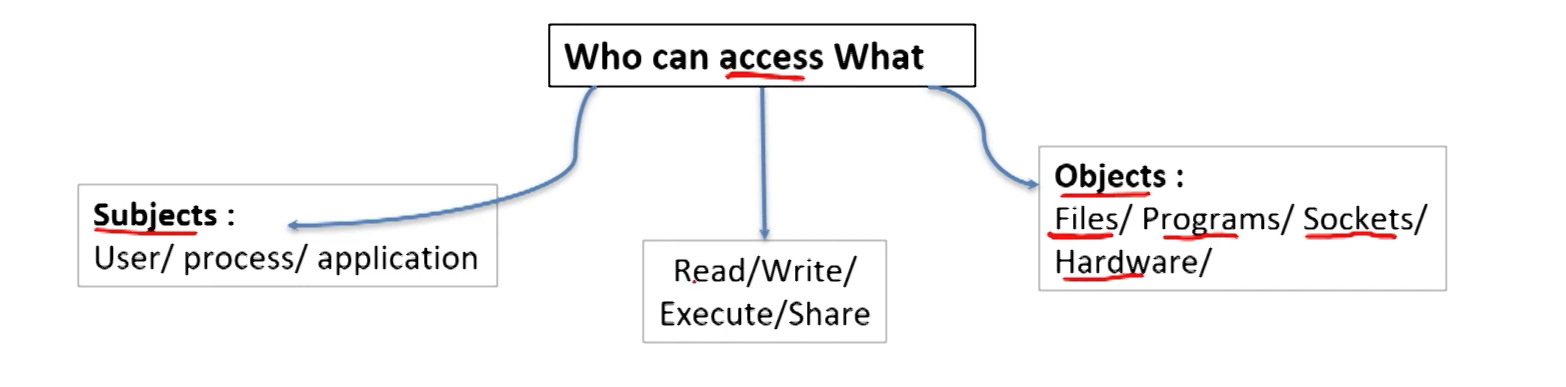 Who can access What
Subjects :
User/ process/ application
Read/Write/
Execute/Share
Objects :
Files/ Programs/ Sockets/
Hardware/